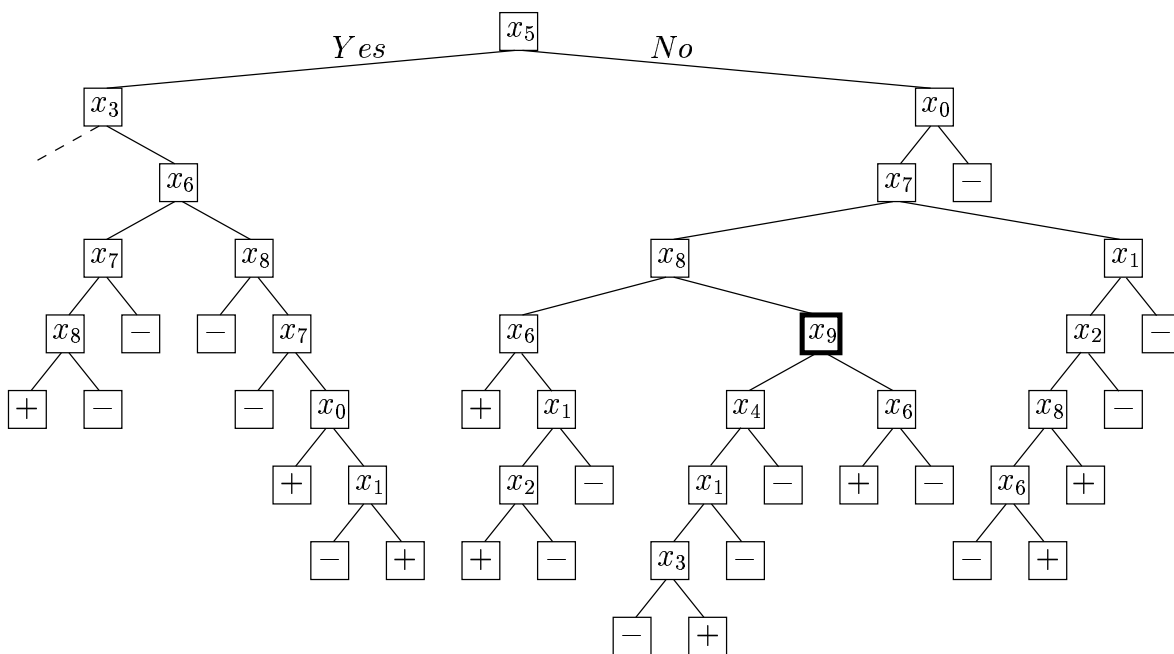 x5
Yes No
x3 x0
x6 x7 −
x7 x8 x8 x1
x8 − − x7 x6 x9 x2 −
+ − − x0 + x1 x4 x6 x8 −
+ x1 x2 − x1 − + − x6 +
− + + − x3 − − +
− +